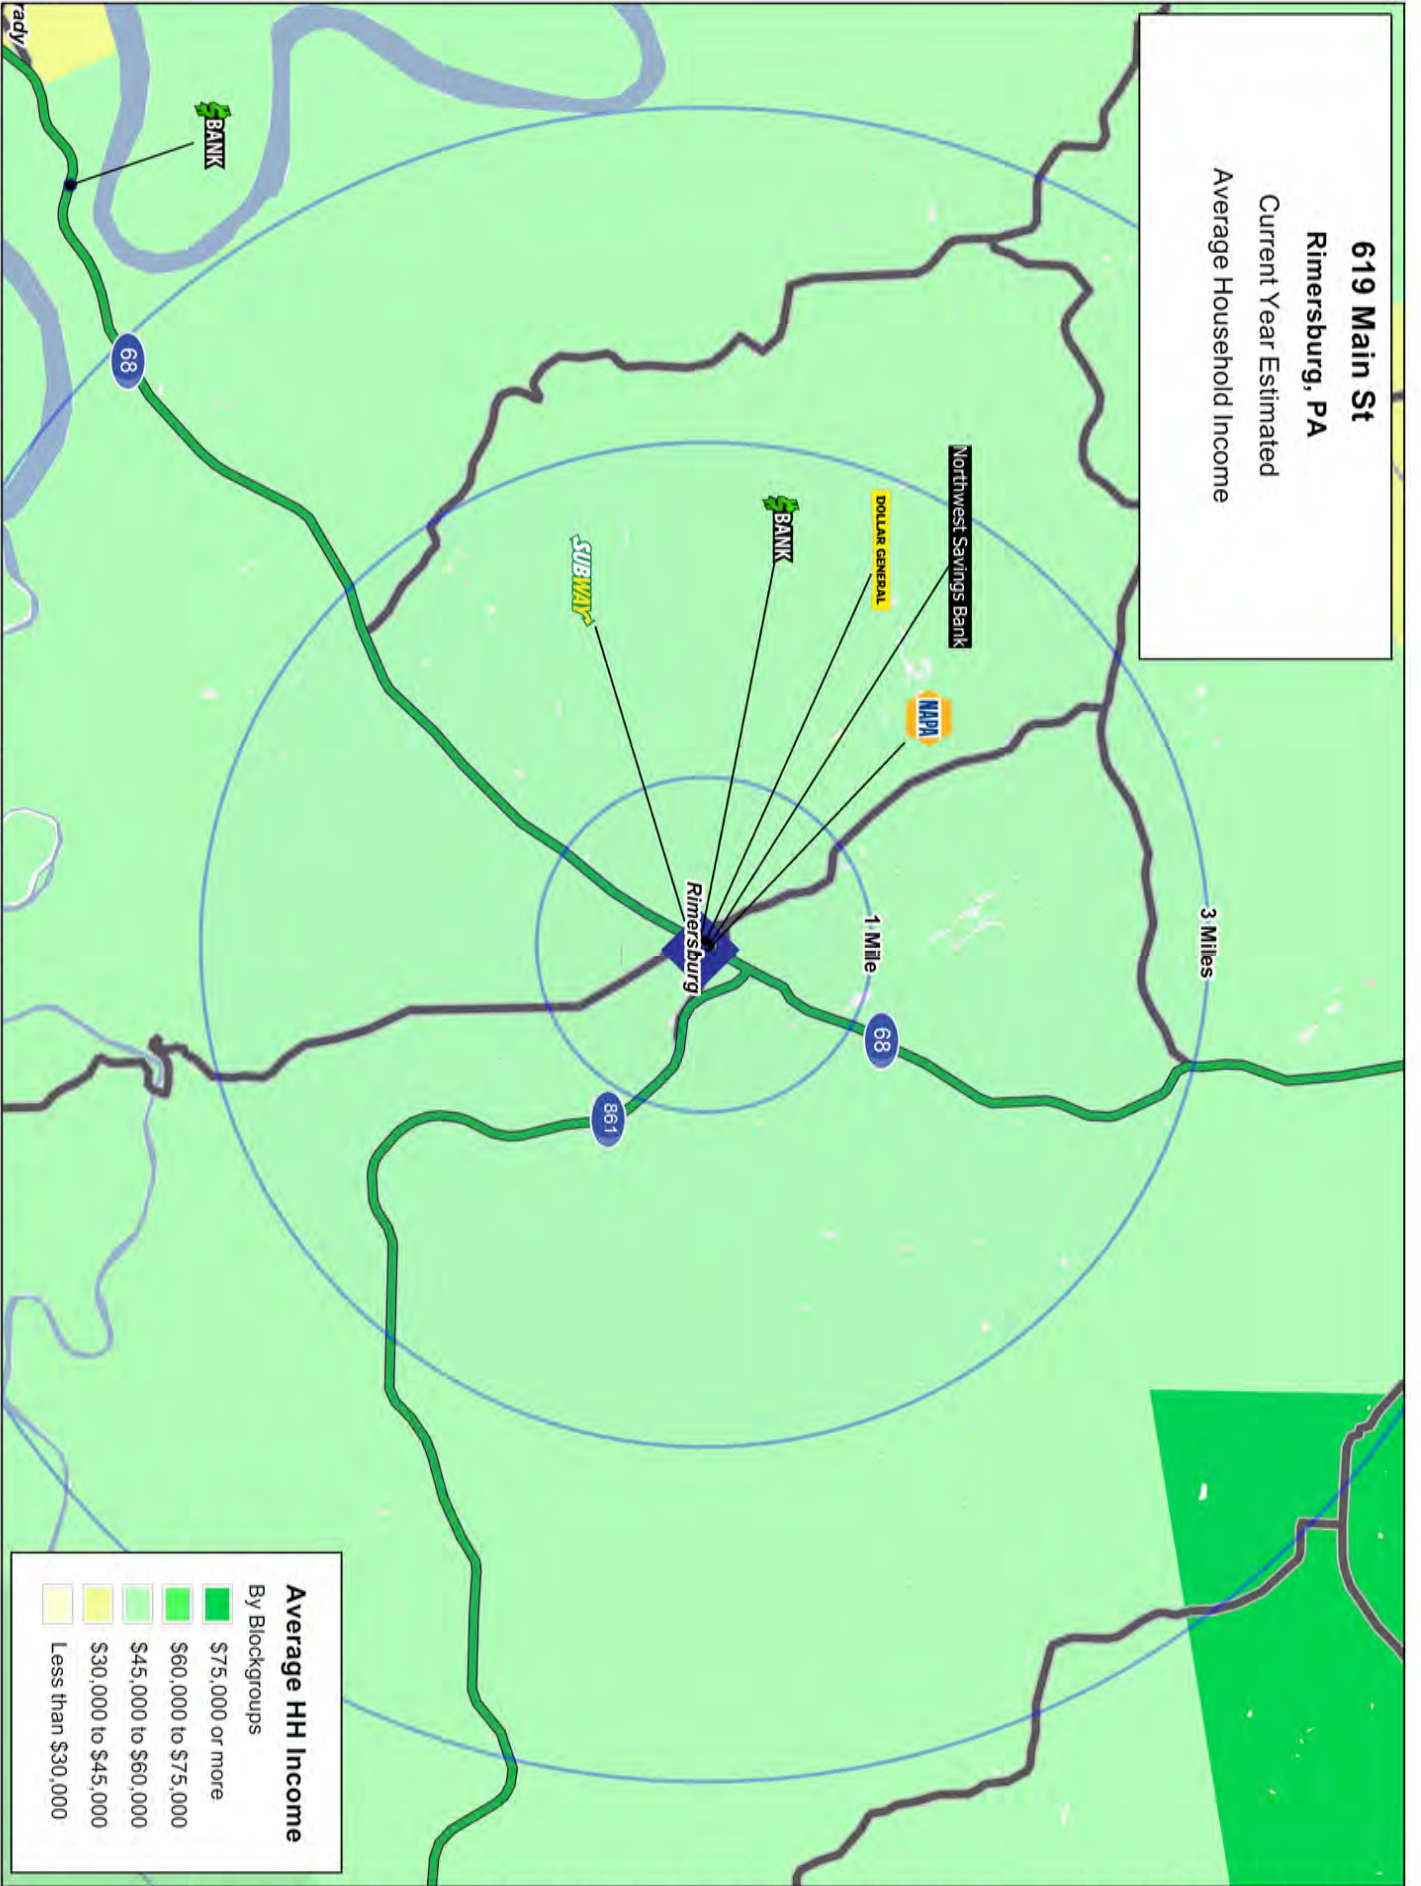 619 Main St
Rimersburg, PA
Current Year Estimated
Average Household Income
3 Miles
Northwest Savings Bank
NAPA
DOLLAR GENERAL
1 Mile
68
$BANK
Rimersburg
SUBWAY
861
$BANK
68
rady
Average HH Income
By Blockgroups
$75,000 or more
$60,000 to $75,000
$45,000 to $60,000
$30,000 to $45,000
Less than $30,000